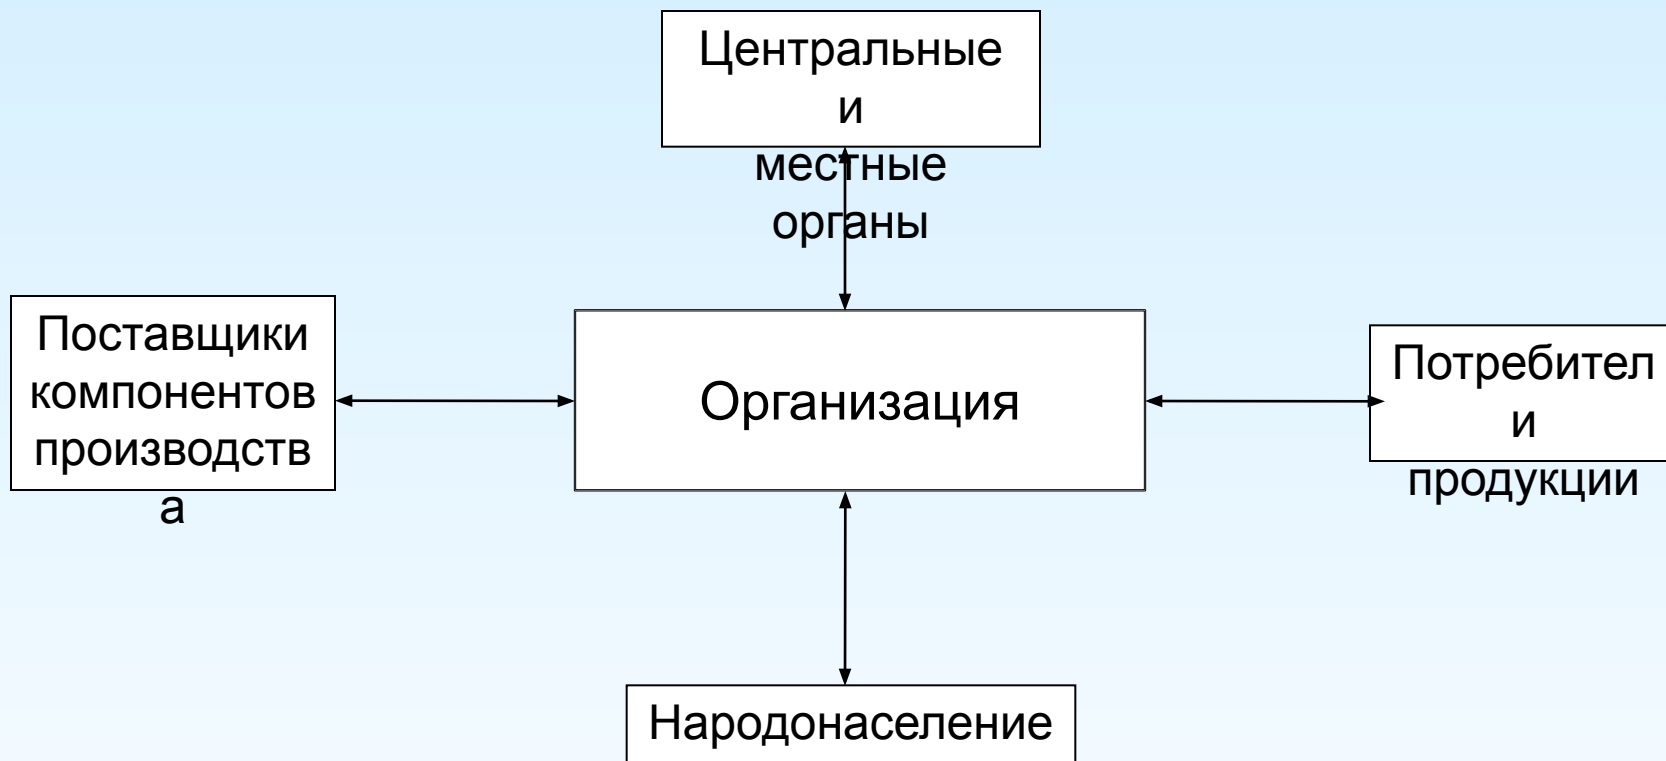 Центральные
и
местные
органы
Поставщики
компонентов
производств
а
Организация
Потребител
и
продукции
Народонаселение